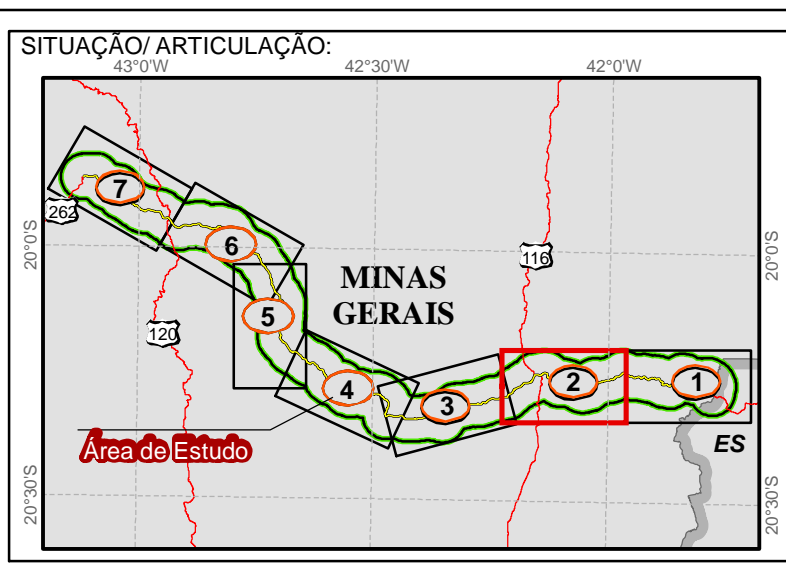 SITUAÇÃO/ ARTICULAÇÃO:
43°0'W 42°30'W 42°0'W
7
262
6
20°0'S
20°0'S
116
MINAS
GERAIS
5
120
4
3
2
1
Área de Estudo
ES
20°30'S
20°30'S